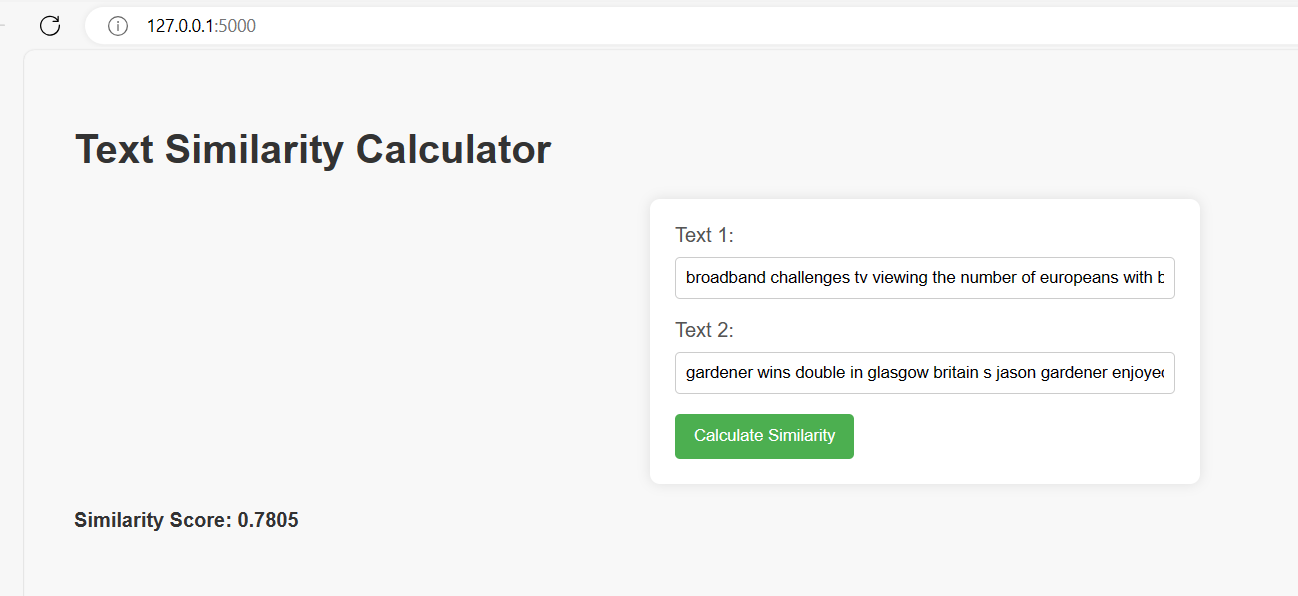 127.0.0.1:5000
Text Similarity Calculator
Text 1:
broadband challenges tv viewing the number of europeans with b
Text 2:
gardener wins double in glasgow britain s jason gardener enjoyed
Calculate Similarity
Similarity Score: 0.7805